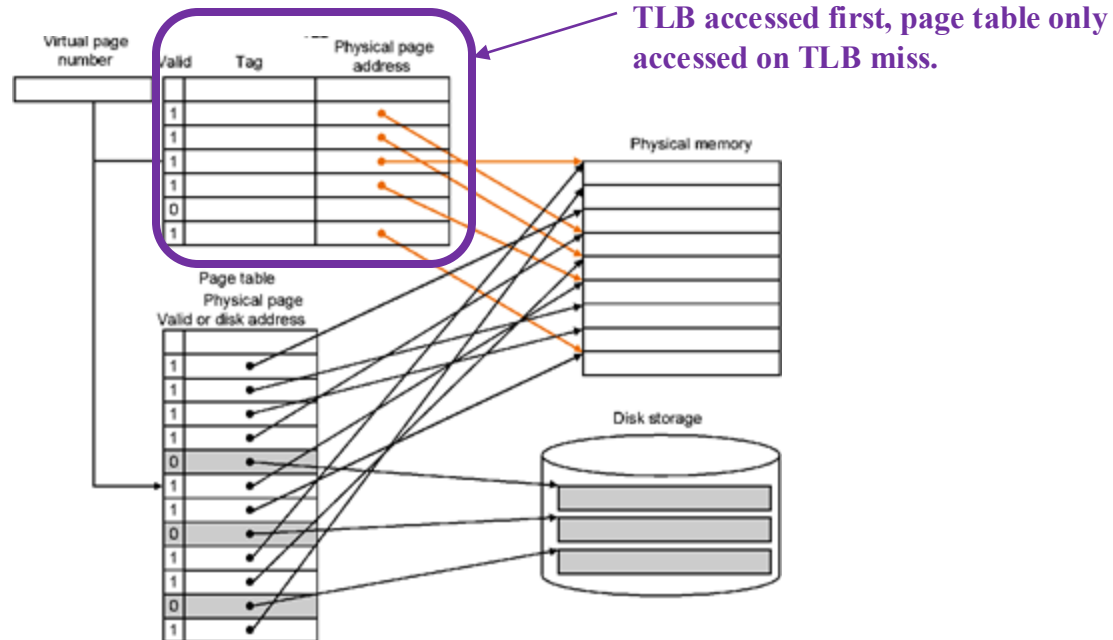 TLB accessed first, page table only
accessed on TLB miss.
Virtual page
number
Valid
Tag
Physical page
address
1
1
1
1
0
1
Physical memory
Page table
Physical page
Valid or disk address
1
1
1
1
0
1
1
0
1
1
0
1
Disk storage